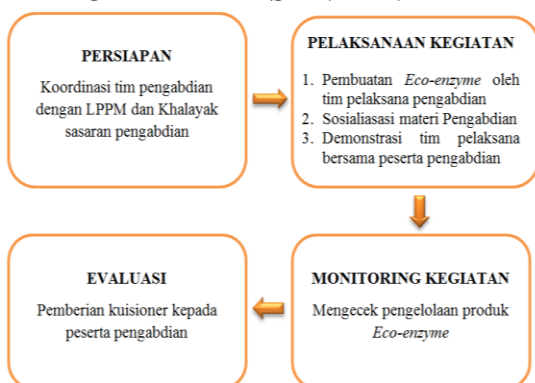 PERSIAPAN
Koordinasi tim pengabdian
dengan LPPM dan Khalayak
sasaran pengabdian
PELAKSANAAN KEGIATAN
1. Pembuatan Eco-enzyme oleh
tim pelaksana pengabdian
2. Sosialiasasi materi Pengabdian
3. Demonstrasi tim pelaksana
bersama peserta pengabdian
EVALUASI
Pemberian kuisioner kepada
peserta pengabdian
MONITORING KEGIATAN
Mengecek pengelolaan produk
Eco-enzyme